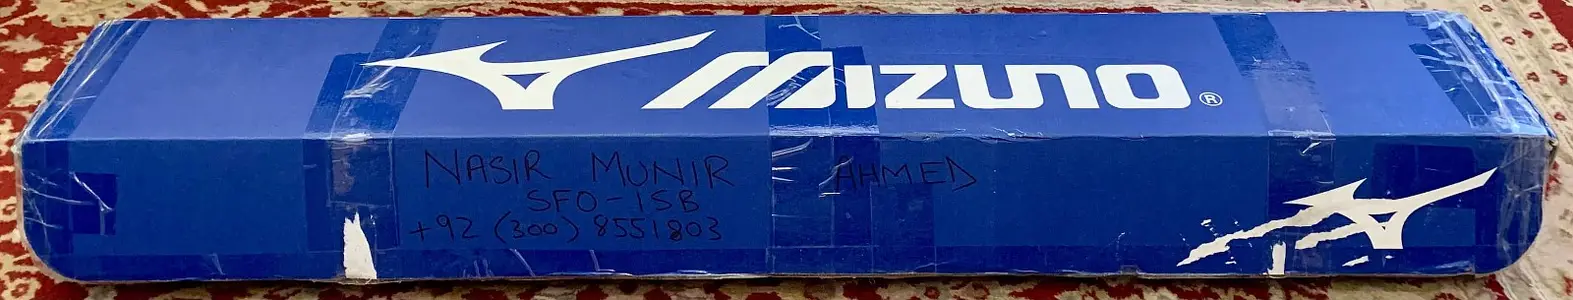 MIZUNO ®
NASIR MUNIR AHMED
SFO-ISB
+92 (300) 8551803